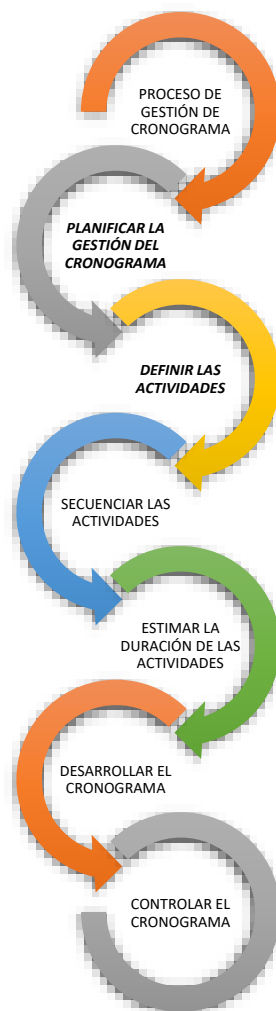 PROCESO DE
GESTIÓN DE
CRONOGRAMA
PLANIFICAR LA
GESTIÓN DEL
CRONOGRAMA
DEFINIR LAS
ACTIVIDADES
SECUENCIAR LAS
ACTIVIDADES
ESTIMAR LA
DURACIÓN DE LAS
ACTIVIDADES
DESARROLLAR EL
CRONOGRAMA
CONTROLAR EL
CRONOGRAMA